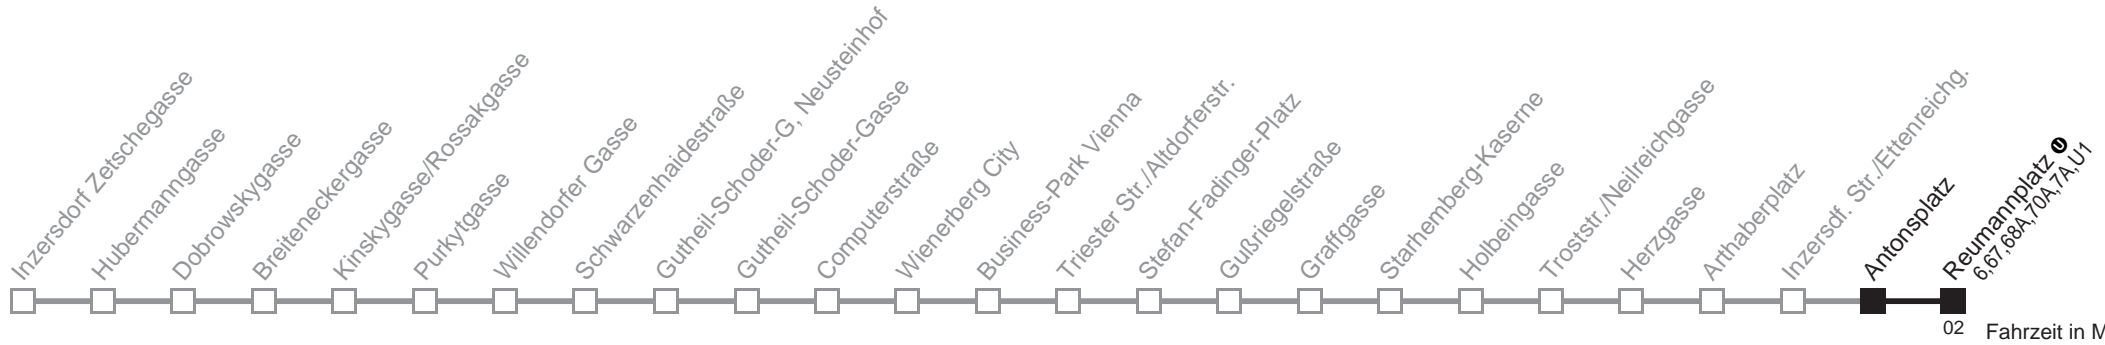 Inzersdorf Zetschegasse
Hubermanngasse
Dobrowskygasse
Breiteneckergasse
Kinskygasse/Rossakgasse
Purkytgasse
Willendorfer Gasse
Schwarzenhaidestraße
Gutheil-Schoder-G, Neusteinhof
Gutheil-Schoder-Gasse
Computerstraße
Wienerberg City
Business-Park Vienna
Triester Str./Altdorferstr.
Stefan-Fadinger-Platz
Gußriegelstraße
Graffgasse
Starhemberg-Kaserne
Holbeingasse
Troststr./Neilreichgasse
Herzgasse
Arthaberplatz
Inzersdf. Str./Ettenreichg.
Antonsplatz
Reumannplatz U
6,67,68A,70A,7A,U1
02
Fahrzeit in M